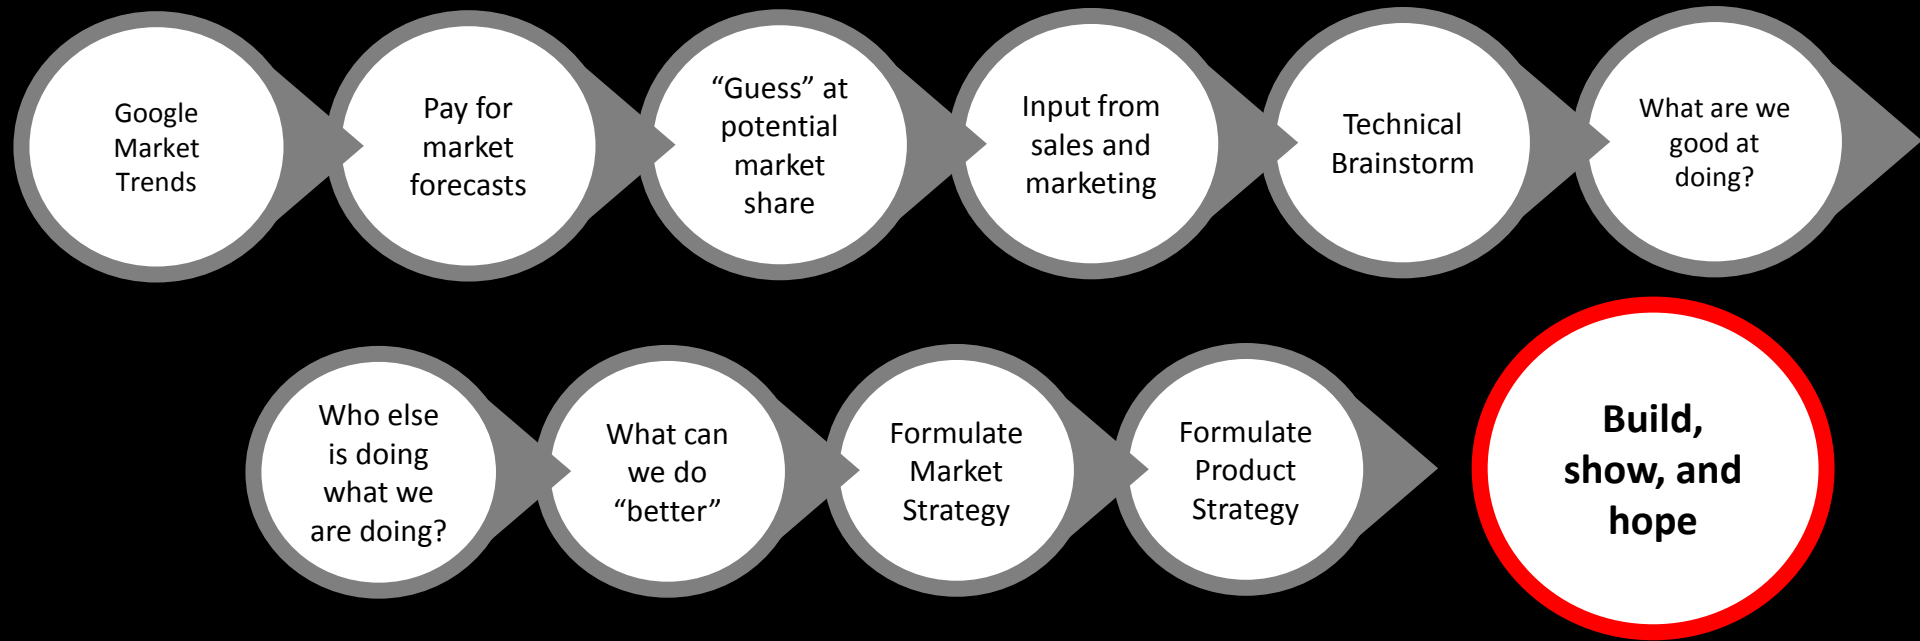 Google
Market
Trends
Pay for
market
forecasts
“Guess” at
potential
market
share
Input from
sales and
marketing
Technical
Brainstorm
What are we
good at
doing?
Who else
is doing
what we
are doing?
What can
we do
“better”
Formulate
Market
Strategy
Formulate
Product
Strategy
Build,
show, and
hope